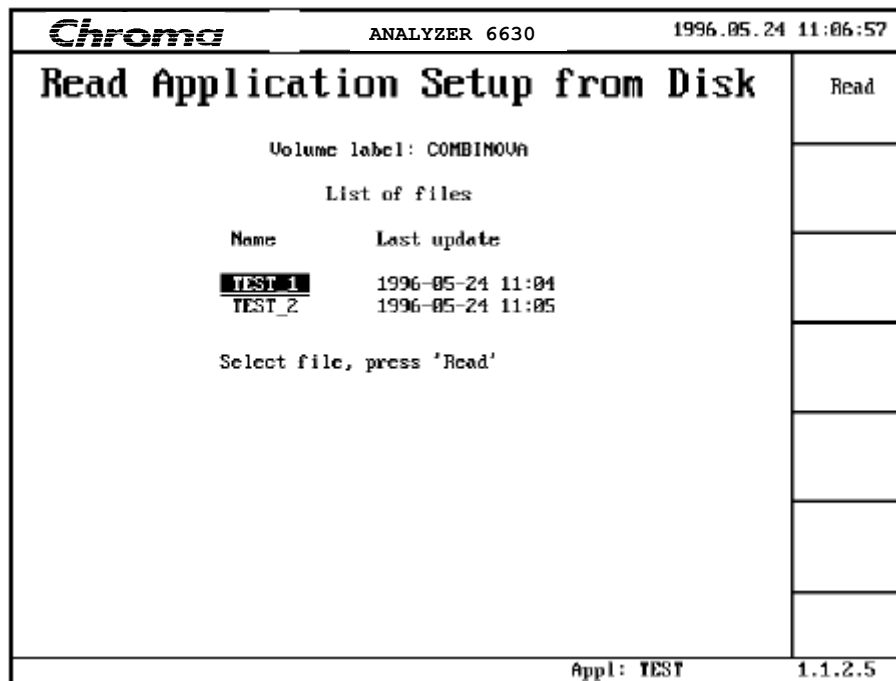 Chroma ANALYZER 6630 1996.05.24 11:06:57
Read Application Setup from Disk Read
Volume label: COMBINOVA
List of files
Name Last update
TEST_1 1996-05-24 11:04
TEST_2 1996-05-24 11:05
Select file, press 'Read'
Appl: TEST 1.1.2.5